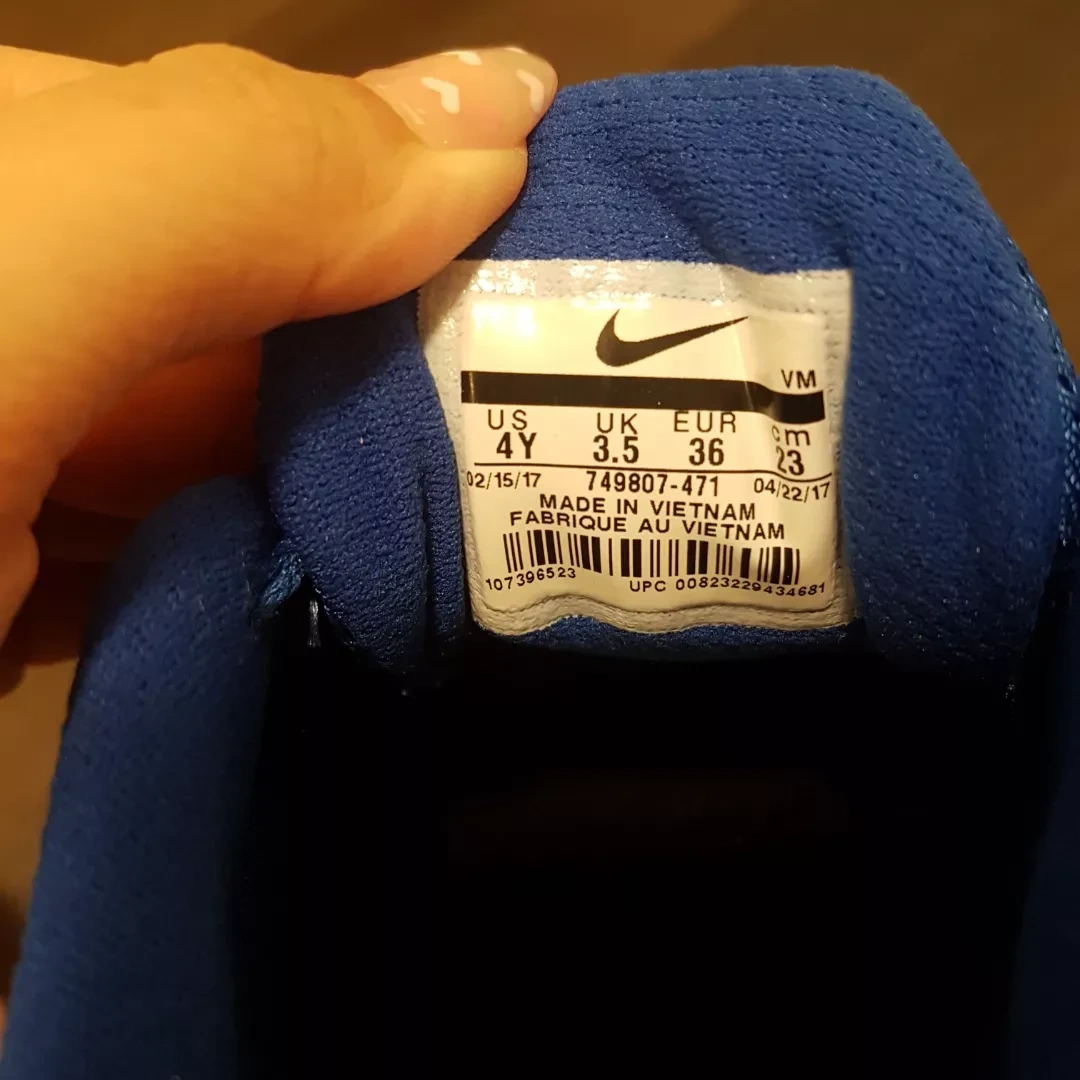 VM
US UK EUR cm
4Y 3.5 36 23
02/15/17 749807-471 04/22/17
MADE IN VIETNAM
FABRIQUE AU VIETNAM
107396523 UPC 00823229434681